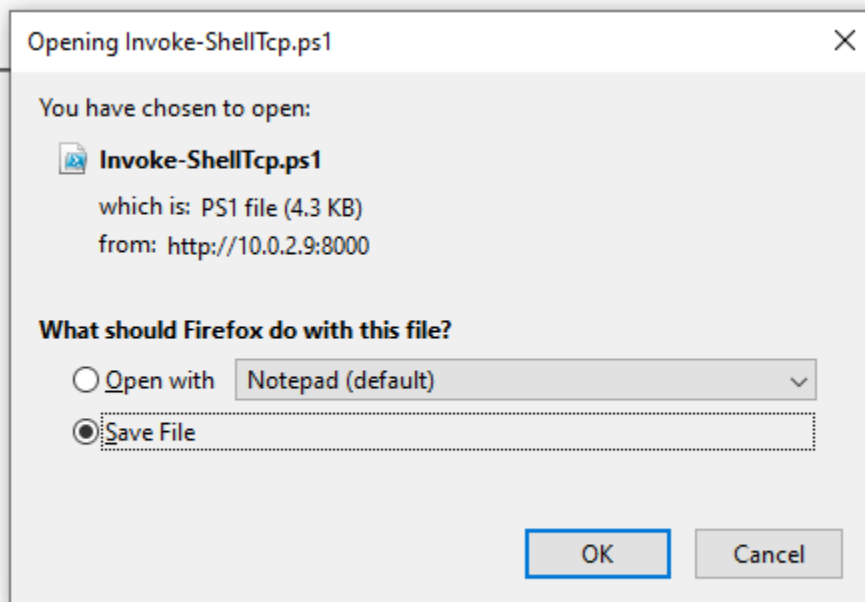 Opening Invoke-ShellTcp.ps1
You have chosen to open:
Invoke-ShellTcp.ps1
which is: PS1 file (4.3 KB)
from: http://10.0.2.9:8000
What should Firefox do with this file?
Open with Notepad (default)
Save File
OK Cancel